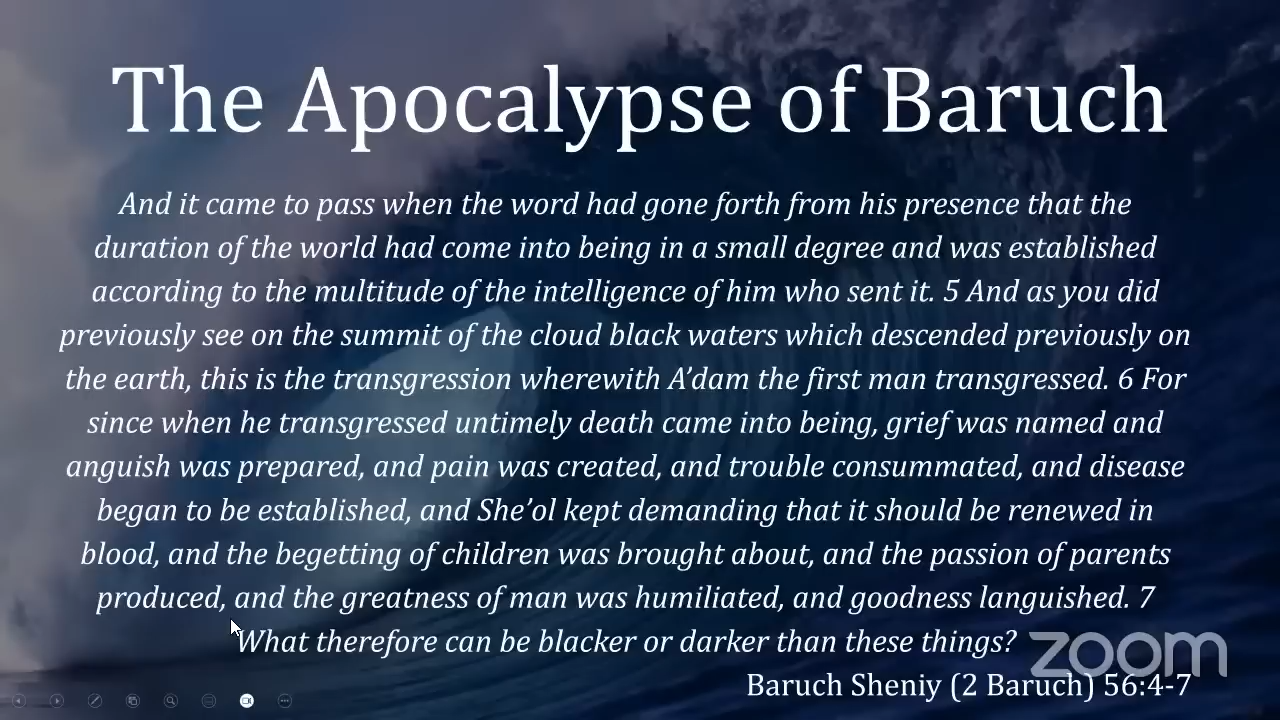 The Apocalypse of Baruch
And it came to pass when the word had gone forth from his presence that the
duration of the world had come into being in a small degree and was established
according to the multitude of the intelligence of him who sent it. 5 And as you did
previously see on the summit of the cloud black waters which descended previously on
the earth, this is the transgression wherewith A’dam the first man transgressed. 6 For
since when he transgressed untimely death came into being, grief was named and
anguish was prepared, and pain was created, and trouble consummated, and disease
began to be established, and She’ol kept demanding that it should be renewed in
blood, and the begetting of children was brought about, and the passion of parents
produced, and the greatness of man was humiliated, and goodness languished. 7
What therefore can be blacker or darker than these things?
zoom
Baruch Sheniy (2 Baruch) 56:4-7